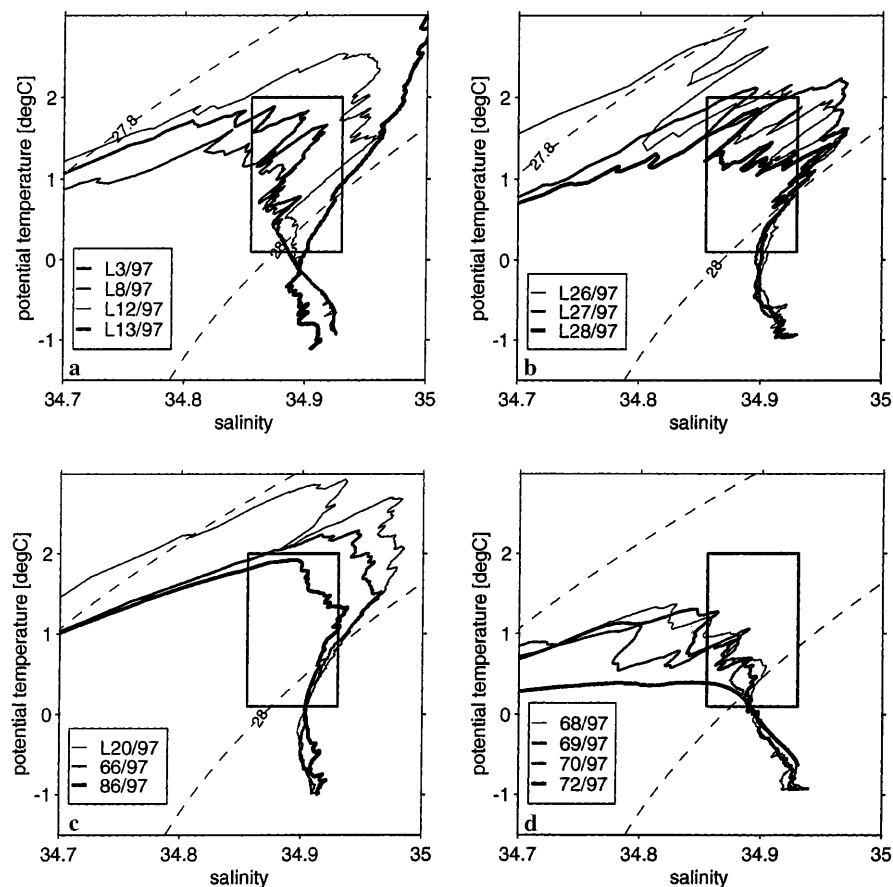 potential temperature [degC]
2
1
0
-1
27.8
28
L3/97
L8/97
L12/97
L13/97
a
34.7
34.8
34.9
35
salinity
potential temperature [degC]
2
1
0
-1
27.8
28
L26/97
L27/97
L28/97
b
34.7
34.8
34.9
35
salinity
potential temperature [degC]
2
1
0
-1
28
L20/97
66/97
86/97
c
34.7
34.8
34.9
35
salinity
potential temperature [degC]
2
1
0
-1
68/97
69/97
70/97
72/97
d
34.7
34.8
34.9
35
salinity